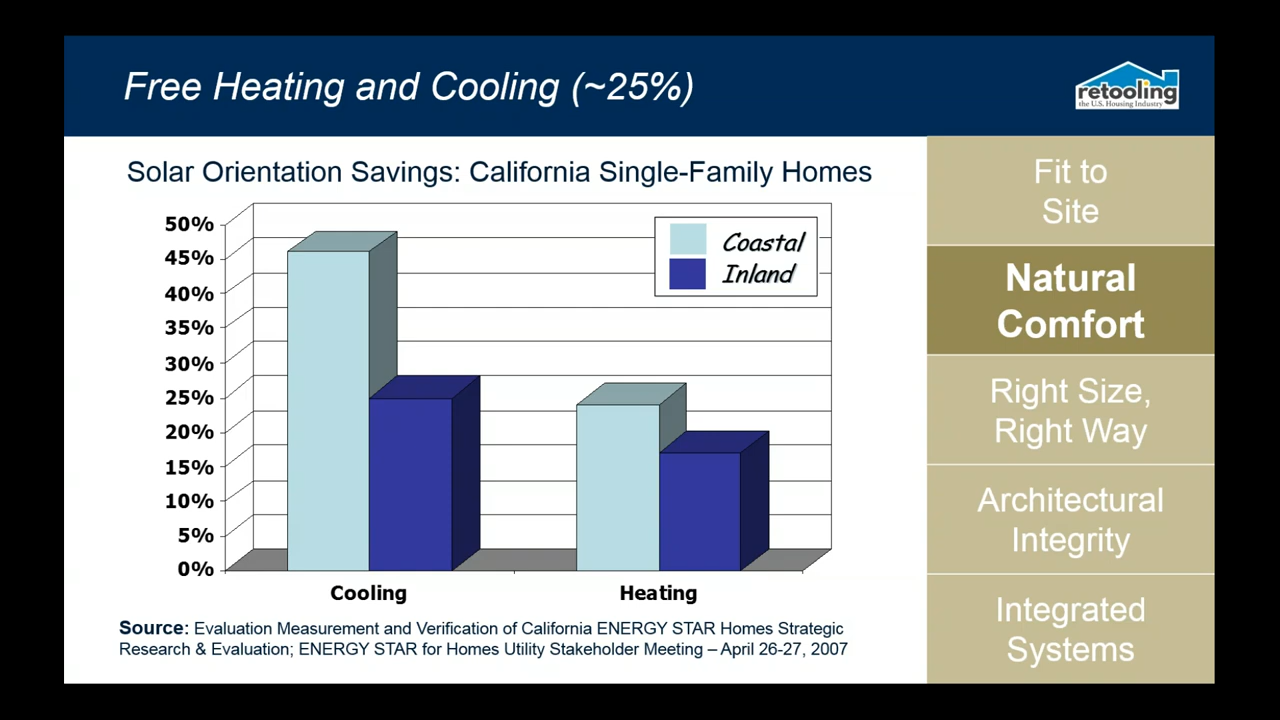 Free Heating and Cooling (~25%)
retooling
the U.S. Housing Industry
Solar Orientation Savings: California Single-Family Homes
50%
45%
40%
35%
30%
25%
20%
15%
10%
5%
0%
Coastal
Inland
Cooling
Heating
Source: Evaluation Measurement and Verification of California ENERGY STAR Homes Strategic
Research & Evaluation; ENERGY STAR for Homes Utility Stakeholder Meeting – April 26-27, 2007
Fit to
Site
Natural
Comfort
Right Size,
Right Way
Architectural
Integrity
Integrated
Systems